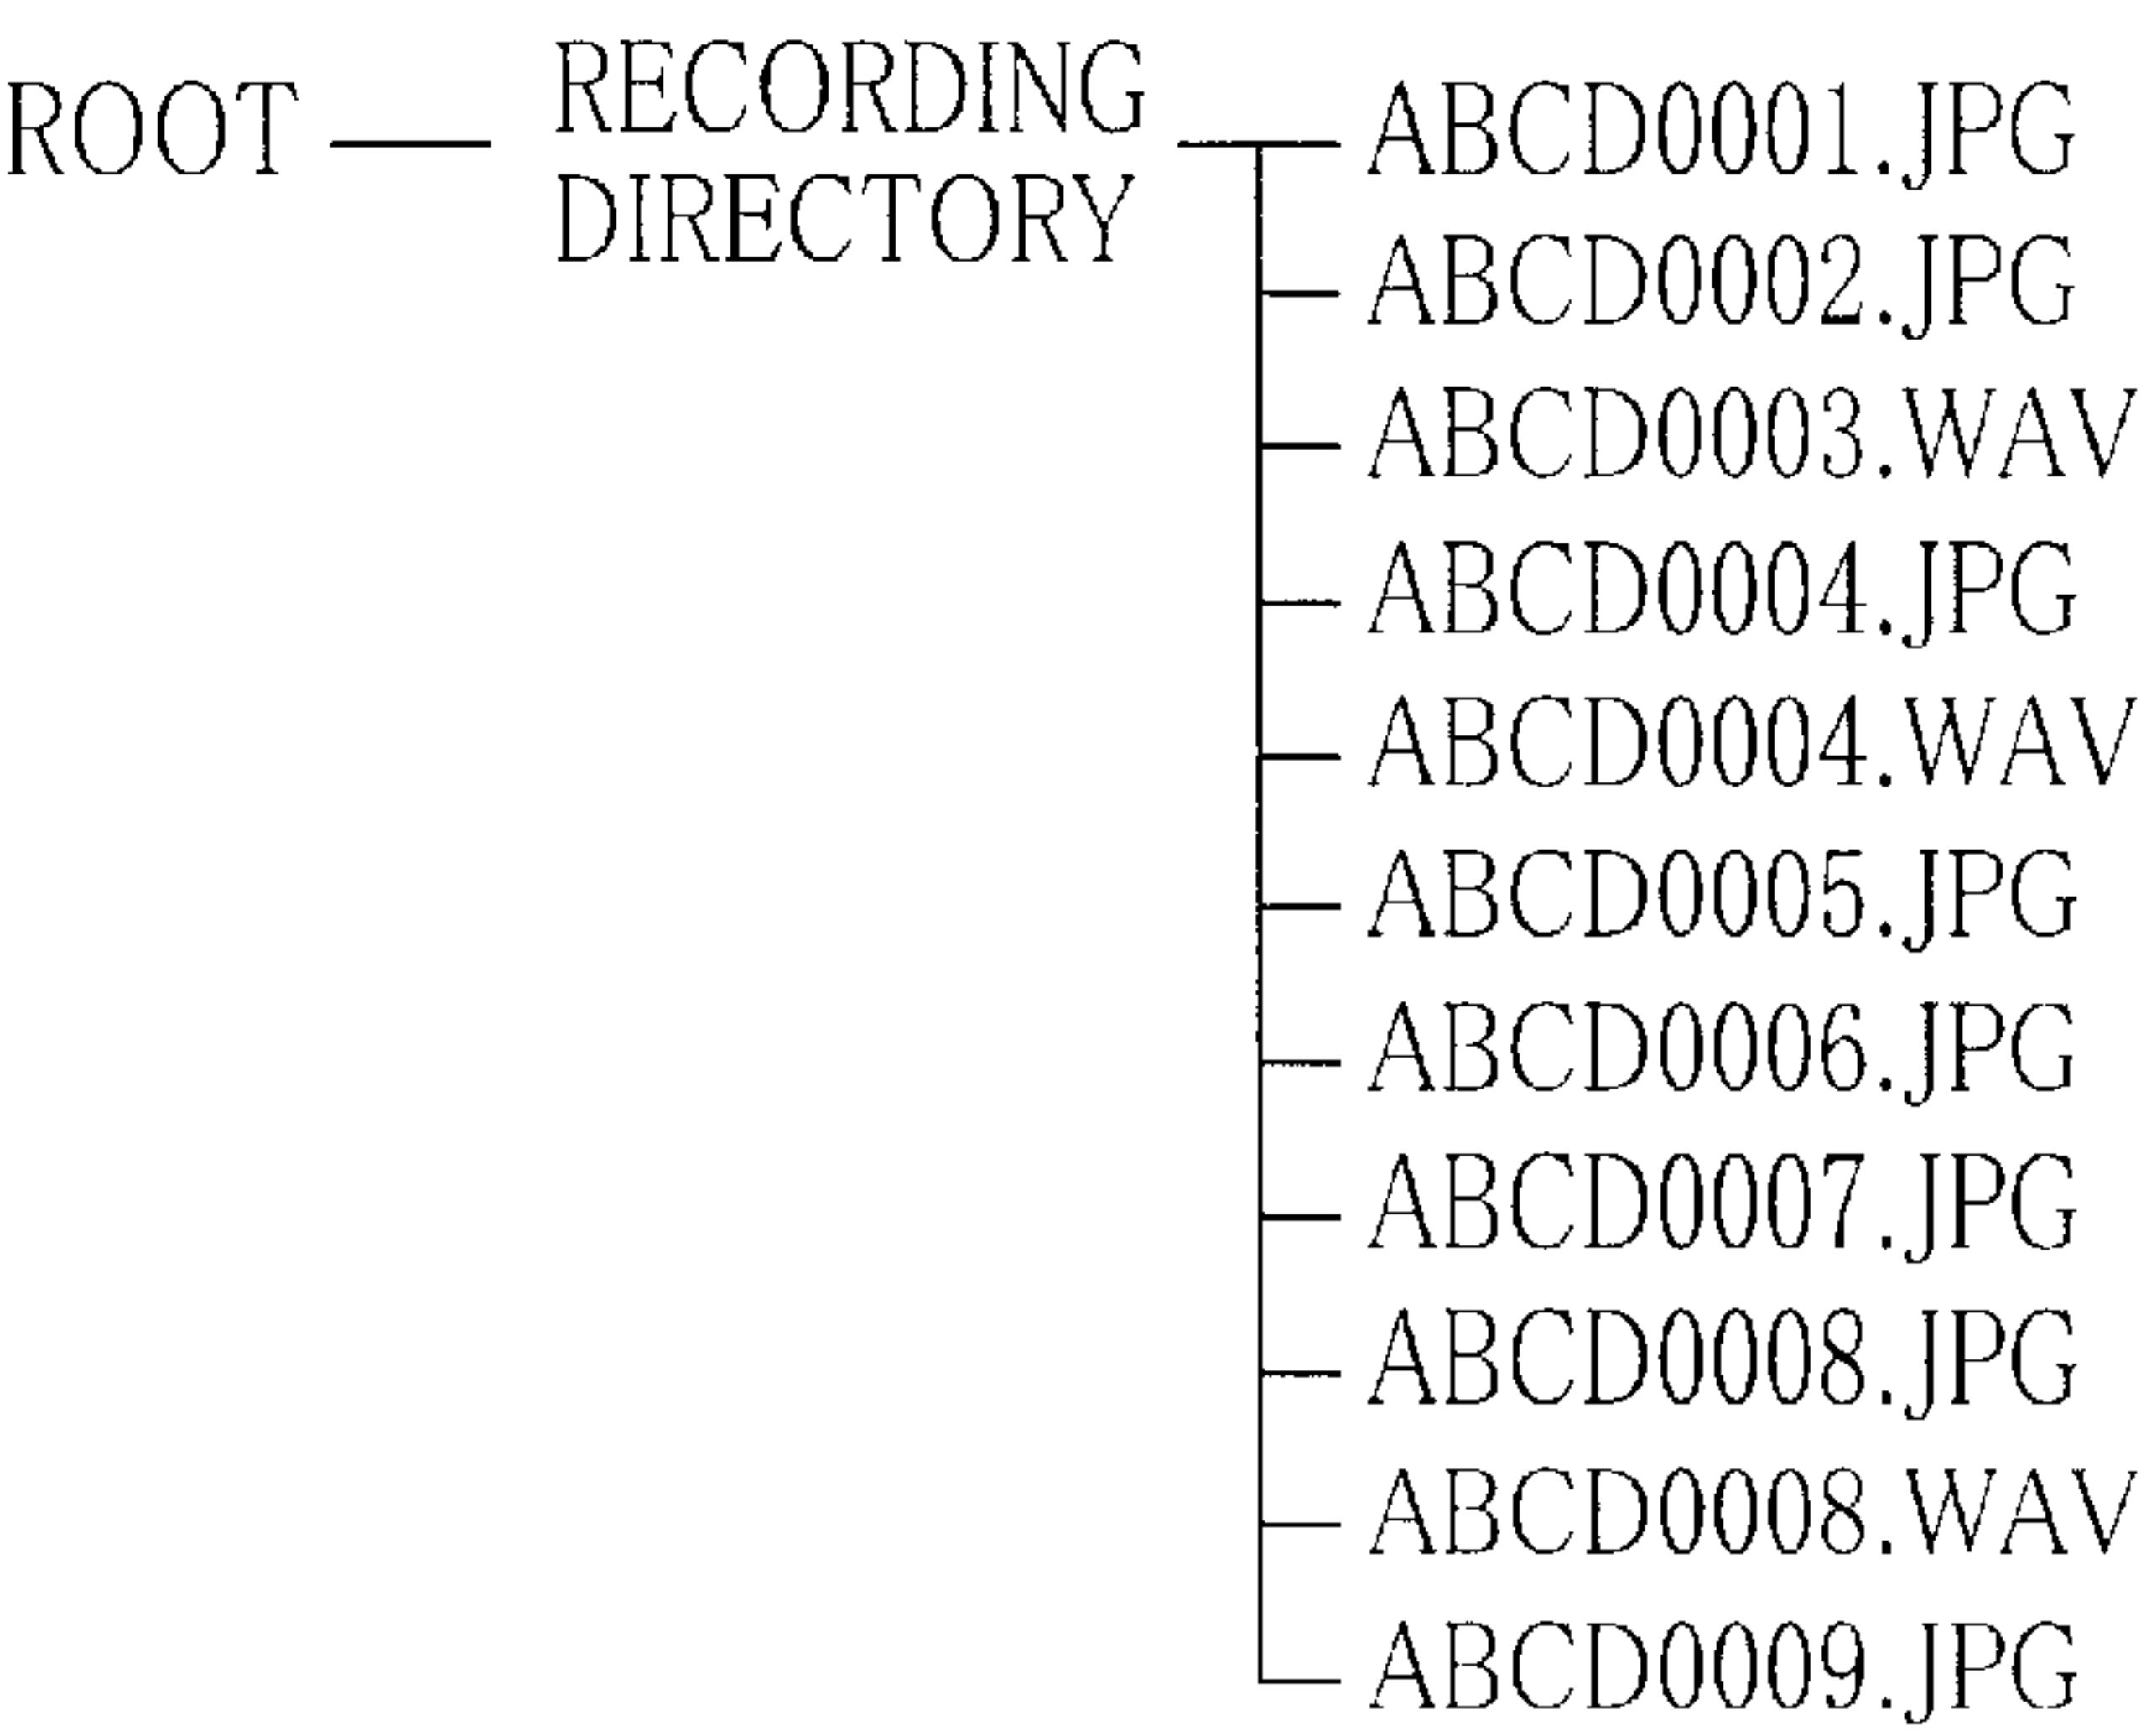 ROOT
RECORDING
DIRECTORY
ABCD0001.JPG
ABCD0002.JPG
ABCD0003.WAV
ABCD0004.JPG
ABCD0004.WAV
ABCD0005.JPG
ABCD0006.JPG
ABCD0007.JPG
ABCD0008.JPG
ABCD0008.WAV
ABCD0009.JPG